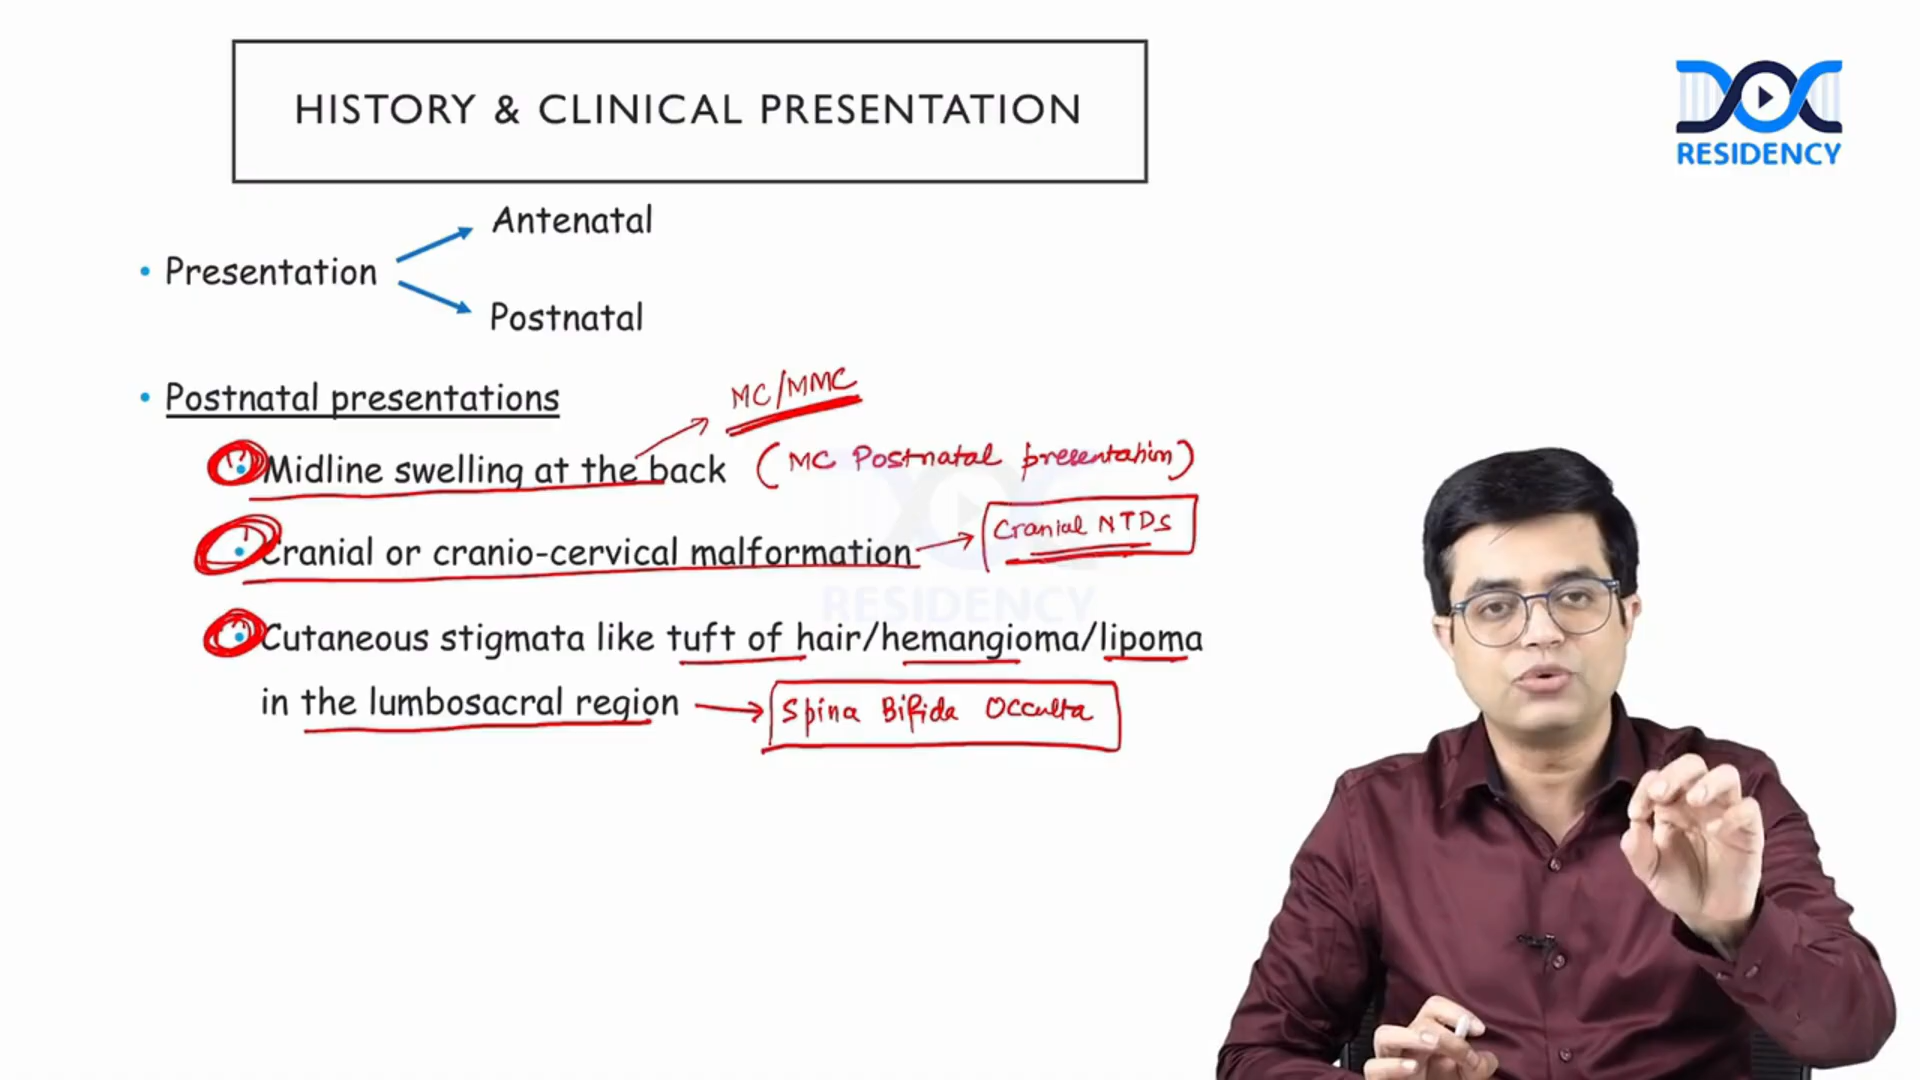 HISTORY & CLINICAL PRESENTATION
RESIDENCY
Antenatal
• Presentation
Postnatal
• Postnatal presentations
MC/MMC
• Midline swelling at the back (MC Postnatal presentation)
• Cranial or cranio-cervical malformation → Cranial NTDs
RESIDENCY
• Cutaneous stigmata like tuft of hair/hemangioma/lipoma
in the lumbosacral region → Spina Bifida Occulta